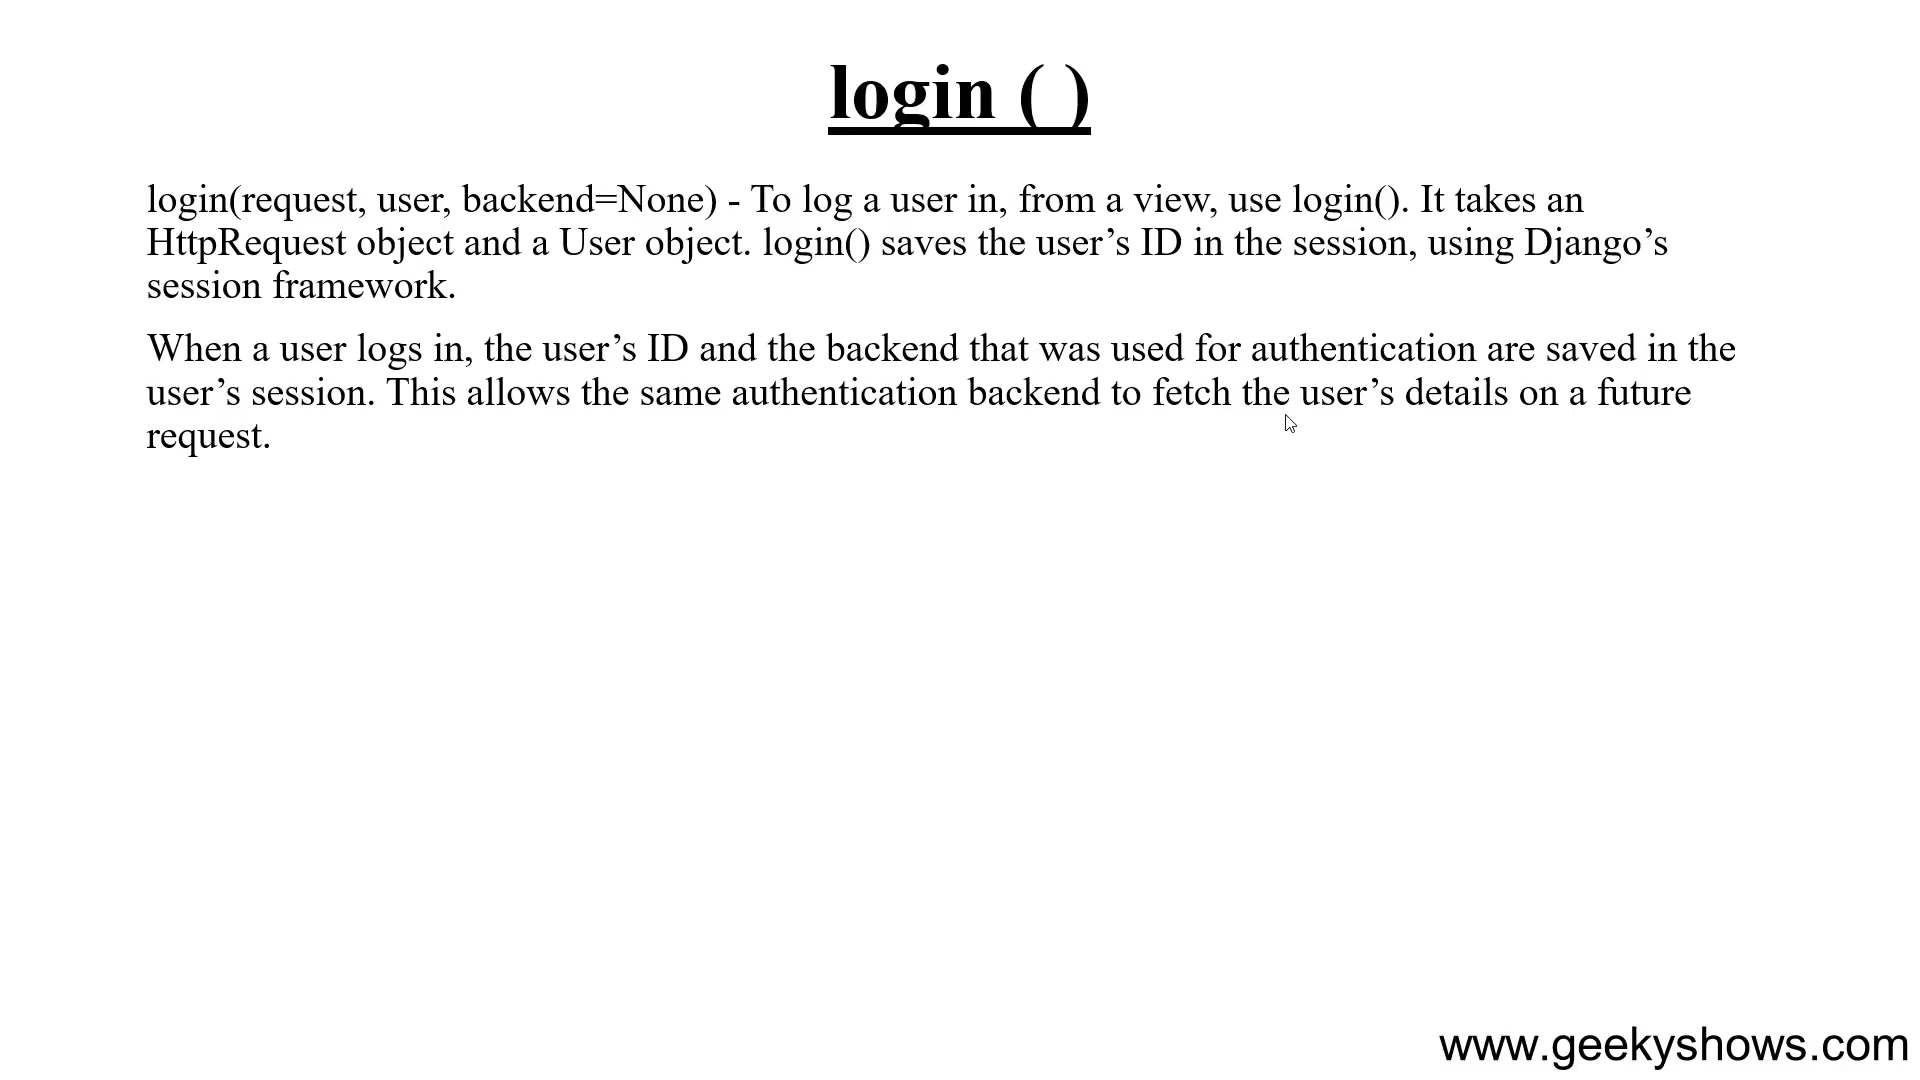 login ( )
login(request, user, backend=None) - To log a user in, from a view, use login(). It takes an
HttpRequest object and a User object. login() saves the user’s ID in the session, using Django’s
session framework.
When a user logs in, the user’s ID and the backend that was used for authentication are saved in the
user’s session. This allows the same authentication backend to fetch the user’s details on a future
request.
www.geekyshows.com